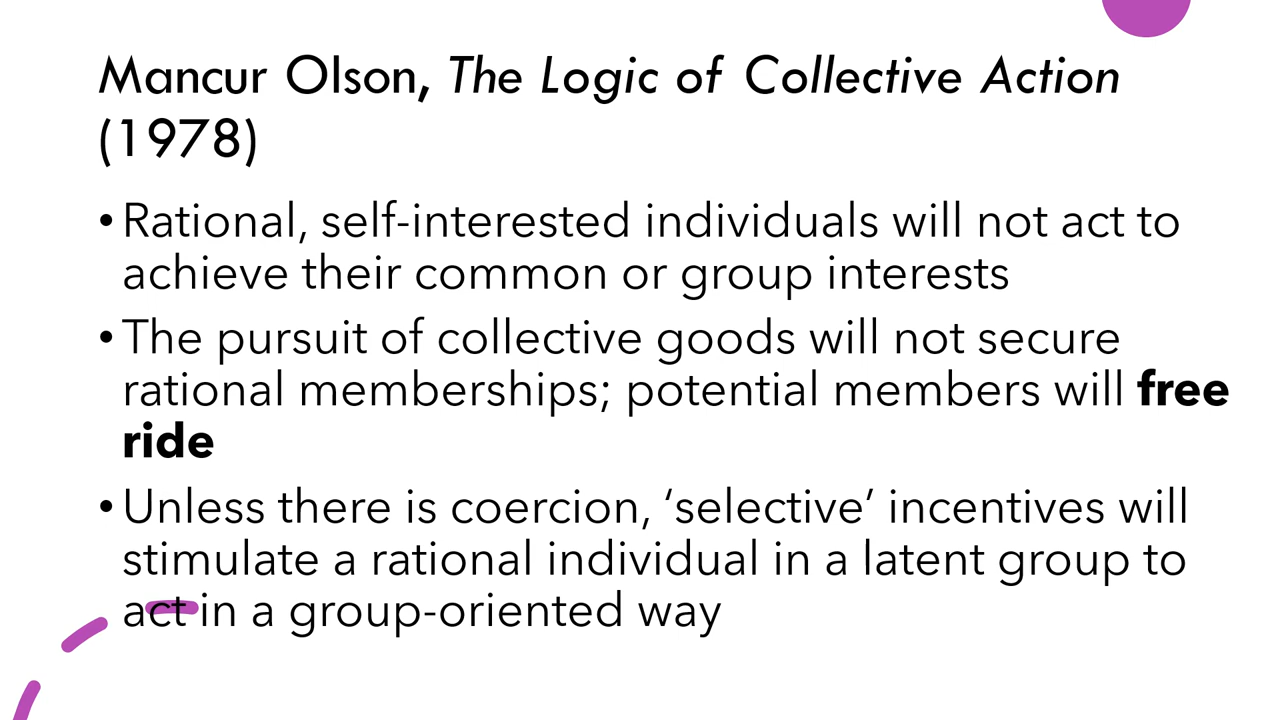 Mancur Olson, The Logic of Collective Action
(1978)
• Rational, self-interested individuals will not act to
achieve their common or group interests
• The pursuit of collective goods will not secure
rational memberships; potential members will free
ride
• Unless there is coercion, ‘selective’ incentives will
stimulate a rational individual in a latent group to
act in a group-oriented way